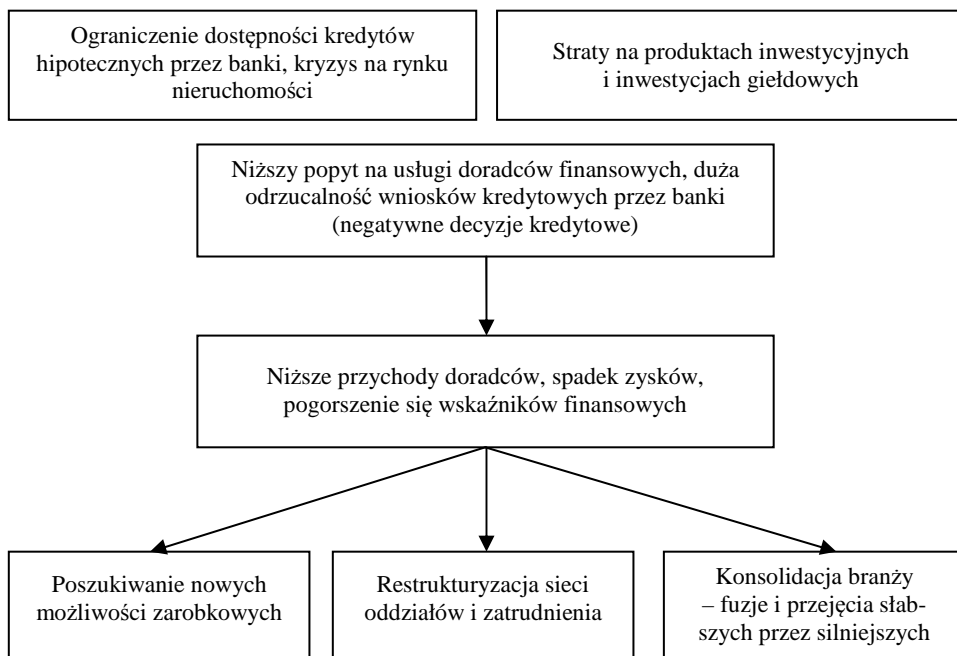 Ograniczenie dostępności kredytów
hipotecznych przez banki, kryzys na rynku
nieruchomości
Straty na produktach inwestycyjnych
i inwestycjach giełdowych
Niższy popyt na usługi doradców finansowych, duża
odrzucalność wniosków kredytowych przez banki
(negatywne decyzje kredytowe)
Niższe przychody doradców, spadek zysków,
pogorszenie się wskaźników finansowych
Poszukiwanie nowych
możliwości zarobkowych
Restrukturyzacja sieci
oddziałów i zatrudnienia
Konsolidacja branży
– fuzje i przejęcia słab-
szych przez silniejszych